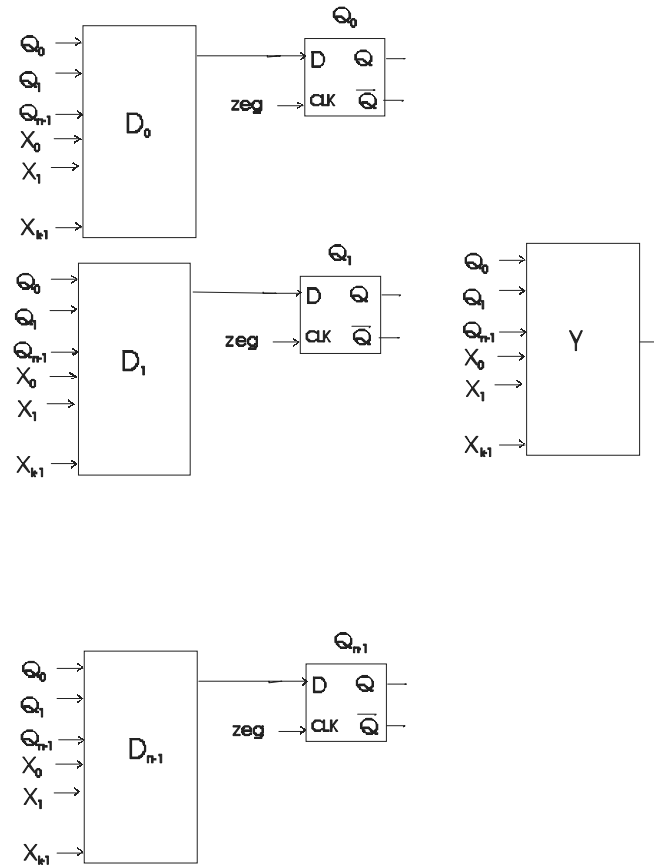 Q₀
Q₀
Q₁
Qₙ₋₁
X₀
X₁
Xₖ₋₁
D₀
D Q
zeg CLK Q̅
Q₁
Q₀
Q₁
Qₙ₋₁
X₀
X₁
Xₖ₋₁
D₁
D Q
zeg CLK Q̅
Q₀
Q₁
Qₙ₋₁
X₀
X₁
Xₖ₋₁
Y
Qₙ₋₁
Q₀
Q₁
Qₙ₋₁
X₀
X₁
Xₖ₋₁
Dₙ₋₁
D Q
zeg CLK Q̅